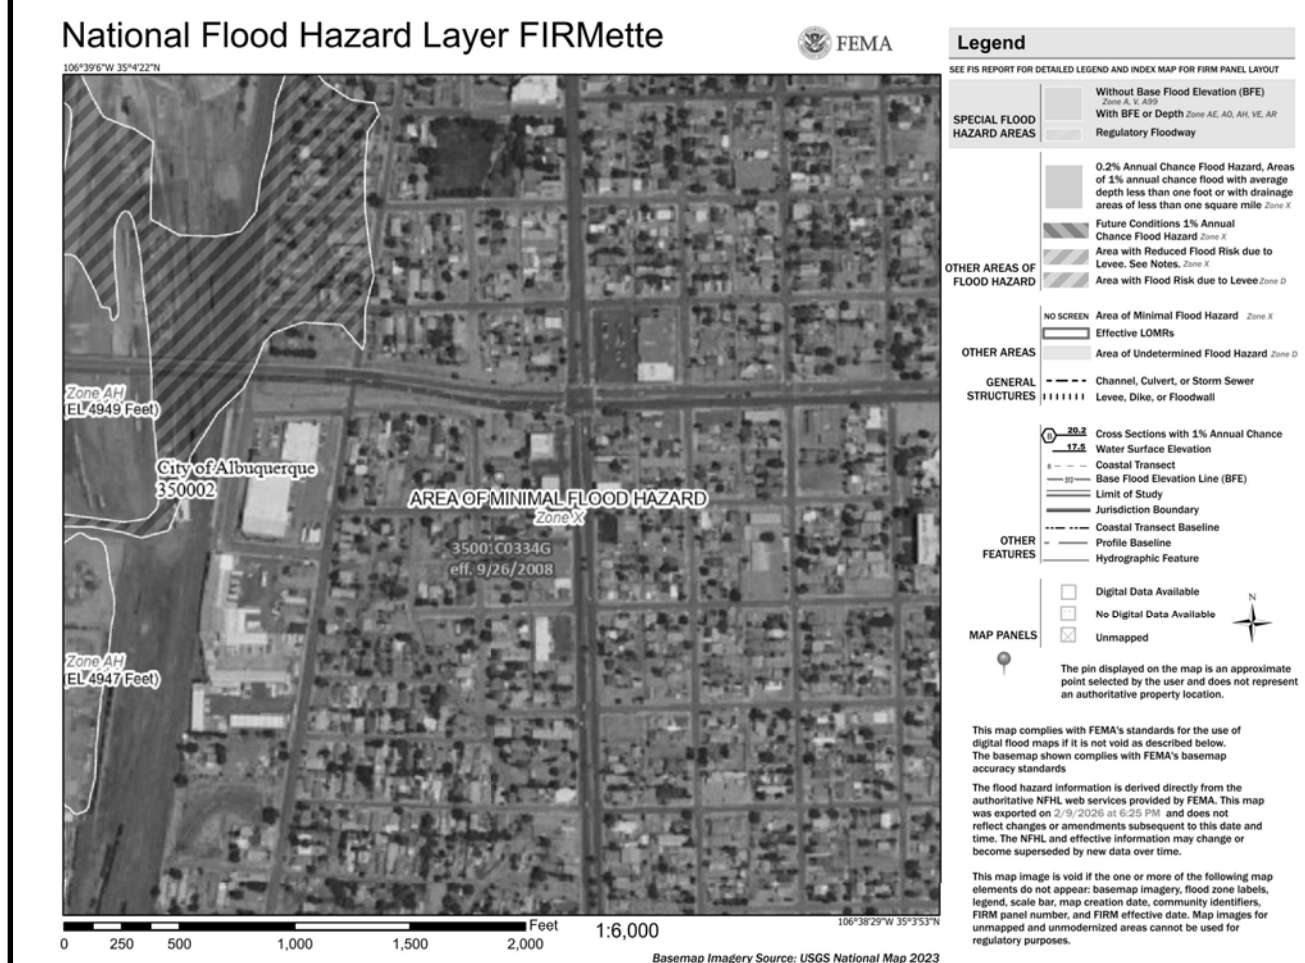 National Flood Hazard Layer FIRMette
FEMA
106°39'6"W 35°4'22"N
Zone AH
(EL 4949 Feet)
City of Albuquerque
350002
AREA OF MINIMAL FLOOD HAZARD
Zone X
35001C0334G
eff. 9/26/2008
Zone AH
(EL 4947 Feet)
106°38'29"W 35°3'53"N
Feet
0 250 500 1,000 1,500 2,000
1:6,000
Basemap Imagery Source: USGS National Map 2023
Legend
SEE FIS REPORT FOR DETAILED LEGEND AND INDEX MAP FOR FIRM PANEL LAYOUT
SPECIAL FLOOD
HAZARD AREAS
Without Base Flood Elevation (BFE)
Zone A, V, A99
With BFE or Depth Zone AE, AO, AH, VE, AR
Regulatory Floodway
0.2% Annual Chance Flood Hazard, Areas
of 1% annual chance flood with average
depth less than one foot or with drainage
areas of less than one square mile Zone X
Future Conditions 1% Annual
Chance Flood Hazard Zone X
Area with Reduced Flood Risk due to
Levee. See Notes. Zone X
Area with Flood Risk due to Levee Zone D
OTHER AREAS OF
FLOOD HAZARD
NO SCREEN Area of Minimal Flood Hazard Zone X
Effective LOMRs
OTHER AREAS
Area of Undetermined Flood Hazard Zone D
GENERAL
STRUCTURES
Channel, Culvert, or Storm Sewer
Levee, Dike, or Floodwall
B 20.2 Cross Sections with 1% Annual Chance
17.5 Water Surface Elevation
8 Coastal Transect
513 Base Flood Elevation Line (BFE)
Limit of Study
Jurisdiction Boundary
Coastal Transect Baseline
OTHER
FEATURES
Profile Baseline
Hydrographic Feature
Digital Data Available
No Digital Data Available
MAP PANELS
Unmapped
N
The pin displayed on the map is an approximate
point selected by the user and does not represent
an authoritative property location.
This map complies with FEMA's standards for the use of
digital flood maps if it is not void as described below.
The basemap shown complies with FEMA's basemap
accuracy standards
The flood hazard information is derived directly from the
authoritative NFHL web services provided by FEMA. This map
was exported on 2/9/2026 at 6:25 PM and does not
reflect changes or amendments subsequent to this date and
time. The NFHL and effective information may change or
become superseded by new data over time.
This map image is void if the one or more of the following map
elements do not appear: basemap imagery, flood zone labels,
legend, scale bar, map creation date, community identifiers,
FIRM panel number, and FIRM effective date. Map images for
unmapped and unmodernized areas cannot be used for
regulatory purposes.